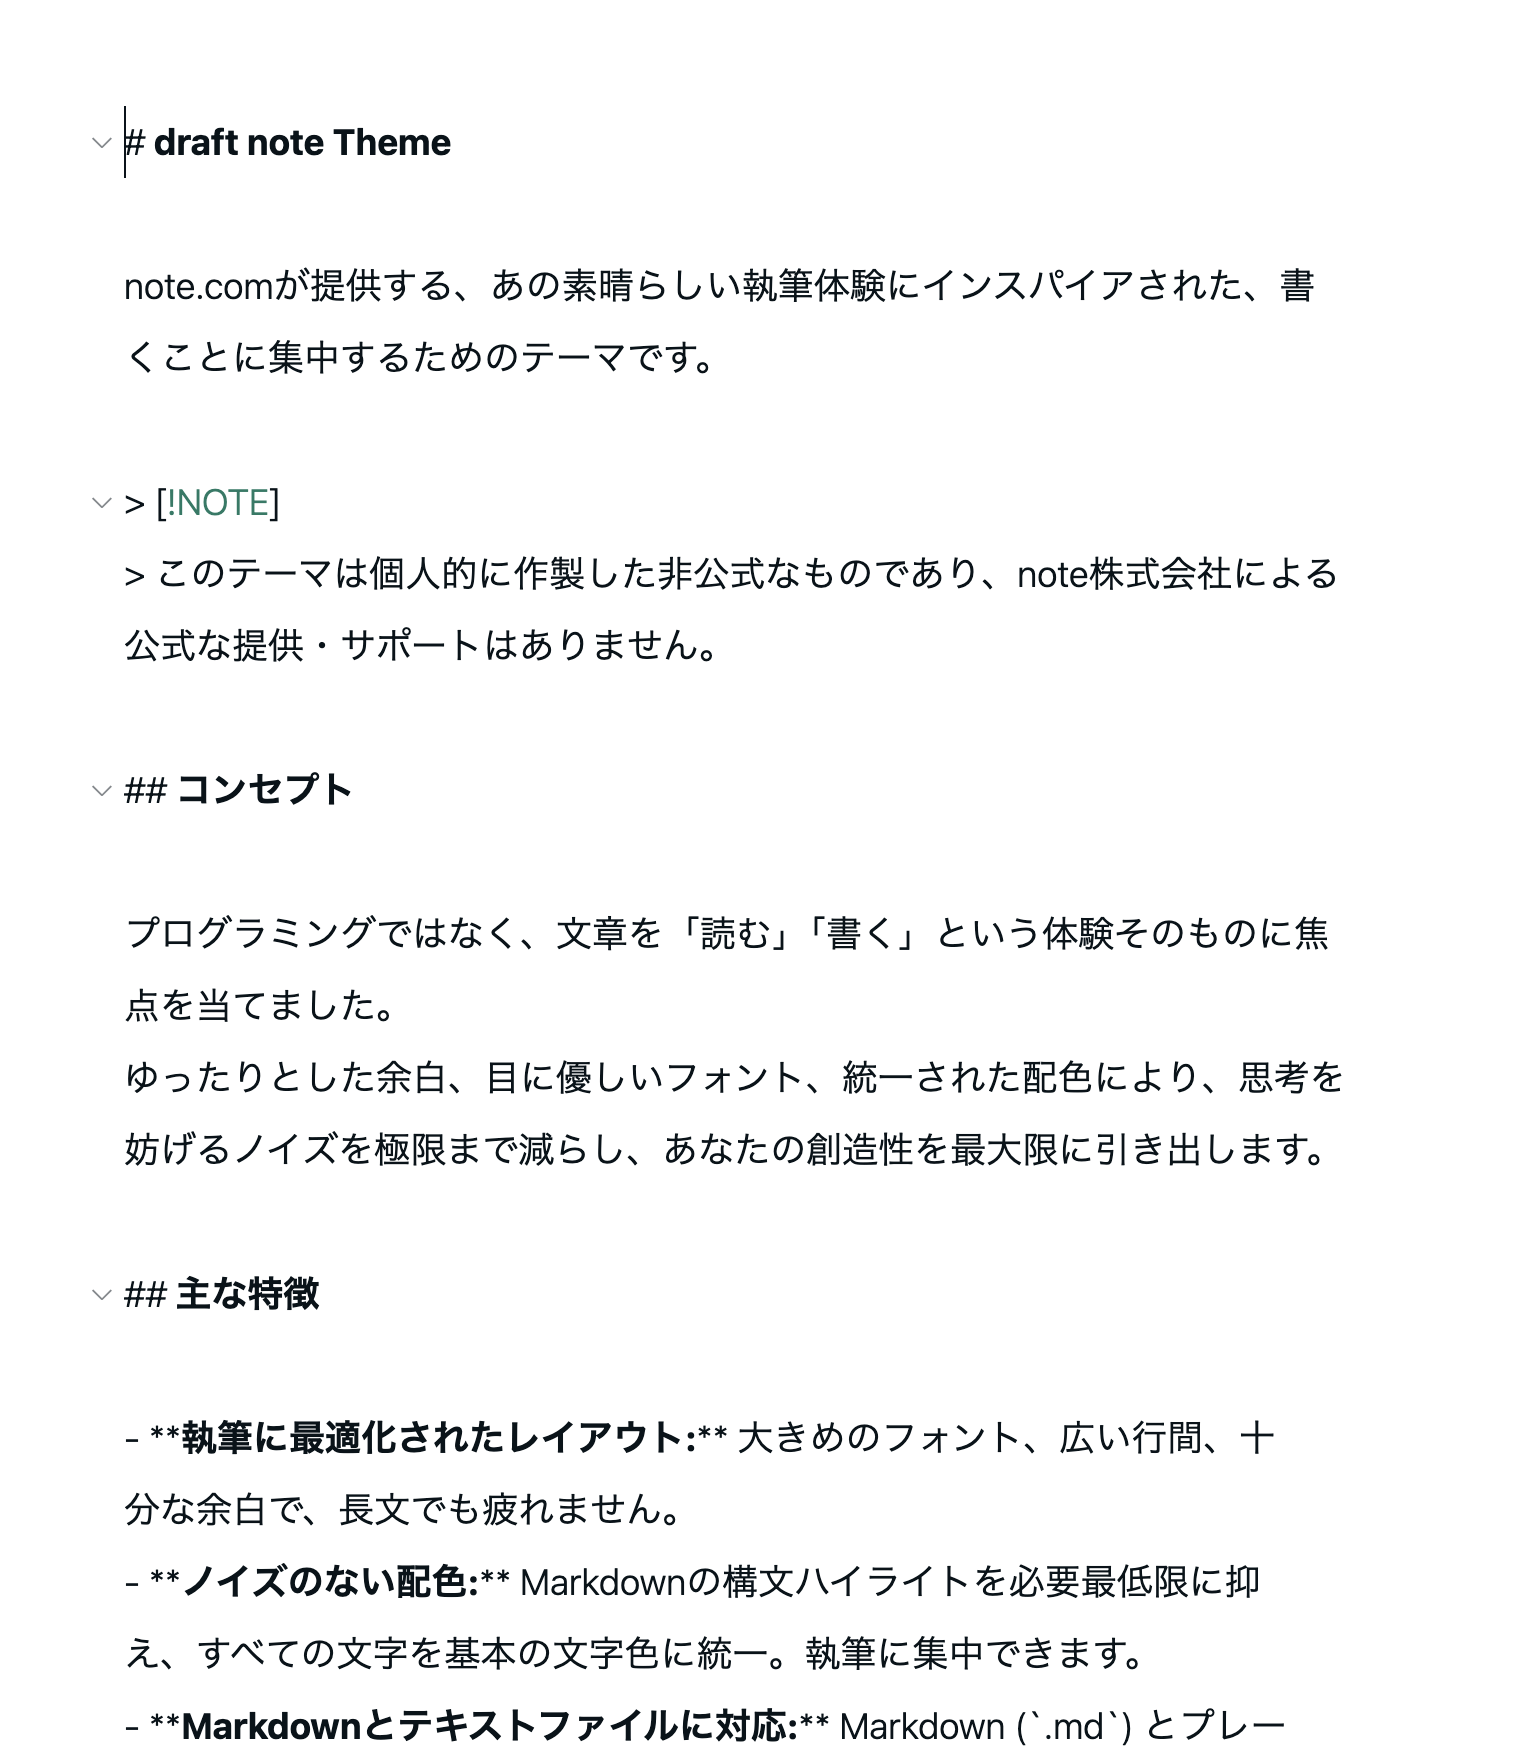 # draft note Theme
note.comが提供する、あの素晴らしい執筆体験にインスパイアされた、書
くことに集中するためのテーマです。
> [!NOTE]
> このテーマは個人的に作製した非公式なものであり、note株式会社による
公式な提供・サポートはありません。
## コンセプト
プログラミングではなく、文章を「読む」「書く」という体験そのものに焦
点を当てました。
ゆったりとした余白、目に優しいフォント、統一された配色により、思考を
妨げるノイズを極限まで減らし、あなたの創造性を最大限に引き出します。
## 主な特徴
- **執筆に最適化されたレイアウト:** 大きめのフォント、広い行間、十
分な余白で、長文でも疲れません。
- **ノイズのない配色:** Markdownの構文ハイライトを必要最低限に抑
え、すべての文字を基本の文字色に統一。執筆に集中できます。
- **Markdownとテキストファイルに対応:** Markdown (`.md`) とプレー